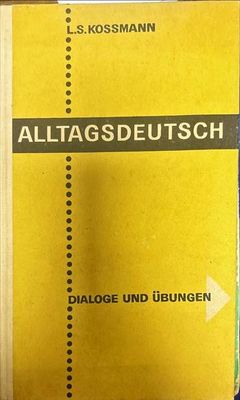 L.S.KOSSMANN
ALLTAGSDEUTSCH
DIALOGE UND ÜBUNGEN